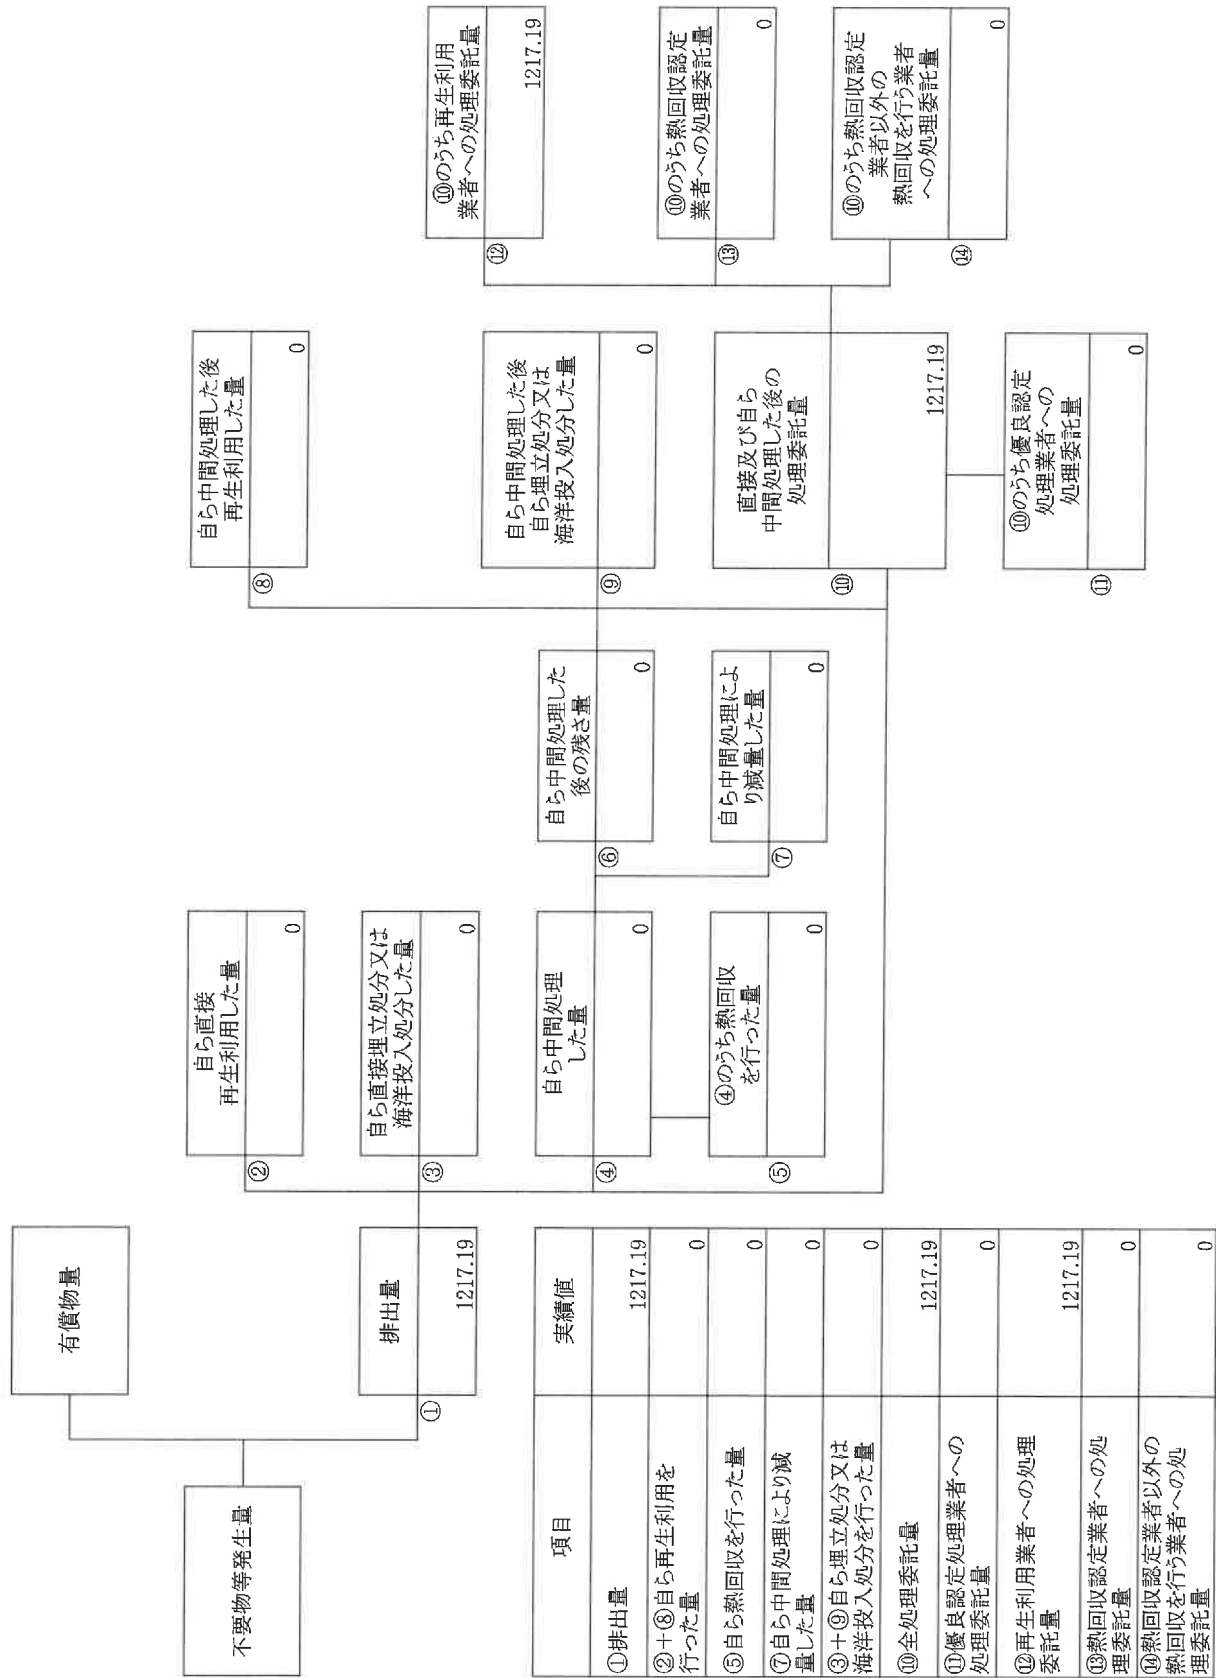 不要物等発生量
有償物量
排出量
①
1217.19
自ら直接
再生利用した量
②
0
自ら直接埋立処分又は
海洋投入処分した量
③
0
自ら中間処理
した量
④
0
④のうち熱回収
を行った量
⑤
0
自ら中間処理した
後の残さ量
⑥
0
自ら中間処理によ
り減量した量
⑦
0
自ら中間処理した後
再生利用した量
⑧
0
自ら中間処理した後
自ら埋立処分又は
海洋投入処分した量
⑨
0
直接及び自ら
中間処理した後の
処理委託量
⑩
1217.19
⑩のうち優良認定
処理業者への
処理委託量
⑪
0
⑩のうち再生利用
業者への処理委託量
⑫
1217.19
⑩のうち熱回収認定
業者への処理委託量
⑬
0
⑩のうち熱回収認定
業者以外の
熱回収を行う業者
への処理委託量
⑭
0
項目 実績値
①排出量 1217.19
②+⑧自ら再生利用を
行った量 0
⑤自ら熱回収を行った量 0
⑦自ら中間処理により減
量した量 0
③+⑨自ら埋立処分又は
海洋投入処分を行った量 0
⑩全処理委託量 1217.19
⑪優良認定処理業者への
処理委託量 0
⑫再生利用業者への処理
委託量 1217.19
⑬熱回収認定業者への処
理委託量 0
⑭熱回収認定業者以外の
熱回収を行う業者への処
理委託量 0